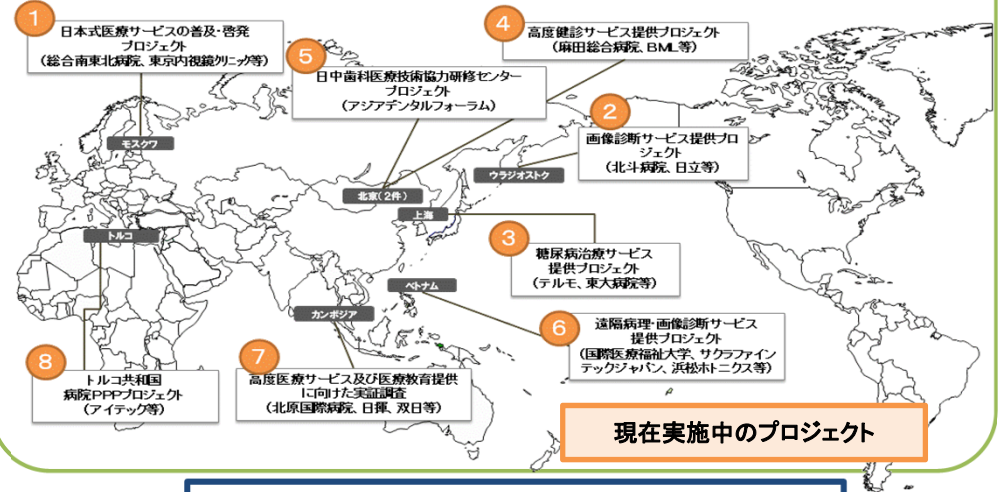 1
日本式医療サービスの普及・啓発
プロジェクト
(総合南東北病院、東京内視鏡クリニック等)
4
高度健診サービス提供プロジェクト
(麻田総合病院、BML等)
5
日中歯科医療技術協力研修センター
プロジェクト
(アジアデンタルフォーラム)
2
画像診断サービス提供プロ
ジェクト
(北斗病院、日立等)
モスクワ
ウラジオストク
北京(2件)
上海
トルコ
3
糖尿病治療サービス
提供プロジェクト
(テルモ、東大病院等)
ベトナム
カンボジア
6
遠隔病理・画像診断サービス
提供プロジェクト
(国際医療福祉大学、サクラファイン
テックジャパン、浜松ホトニクス等)
8
トルコ共和国
病院PPPプロジェクト
(アイテック等)
7
高度医療サービス及び医療教育提供
に向けた実証調査
(北原国際病院、日揮、双日等)
現在実施中のプロジェクト